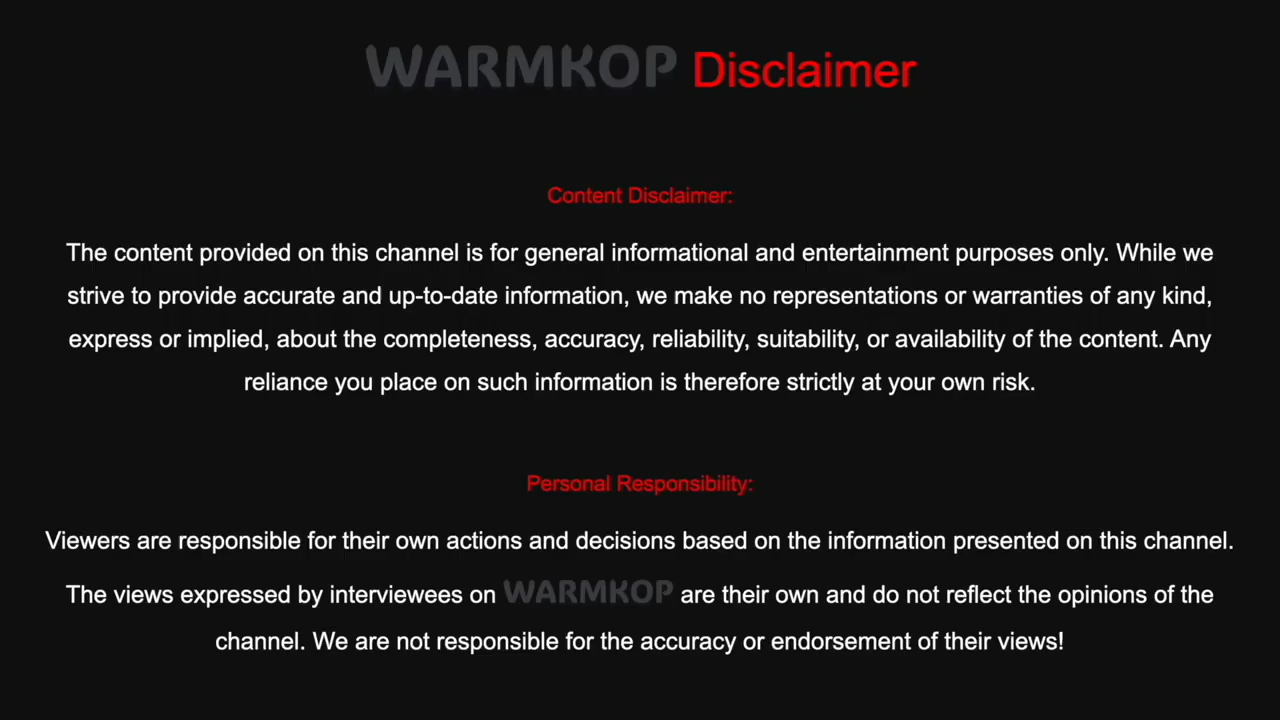 WARMKOP Disclaimer
Content Disclaimer:
The content provided on this channel is for general informational and entertainment purposes only. While we
strive to provide accurate and up-to-date information, we make no representations or warranties of any kind,
express or implied, about the completeness, accuracy, reliability, suitability, or availability of the content. Any
reliance you place on such information is therefore strictly at your own risk.
Personal Responsibility:
Viewers are responsible for their own actions and decisions based on the information presented on this channel.
The views expressed by interviewees on WARMKOP are their own and do not reflect the opinions of the
channel. We are not responsible for the accuracy or endorsement of their views!